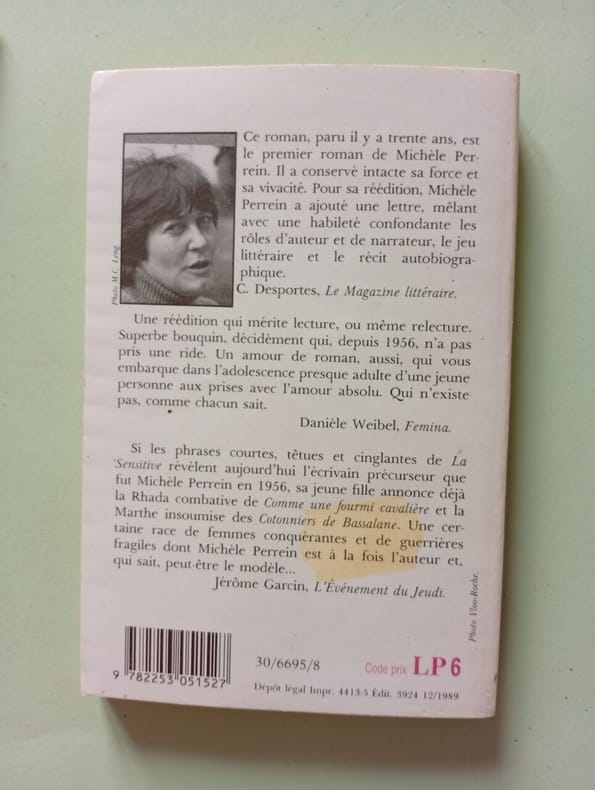 Ce roman, paru il y a trente ans, est
le premier roman de Michèle Per-
rein. Il a conservé intacte sa force et
sa vivacité. Pour sa réédition, Michèle
Perrein a ajouté une lettre, mêlant
avec une habileté confondante les
rôles d'auteur et de narrateur, le jeu
littéraire et le récit autobiogra-
phique.
C. Desportes, Le Magazine littéraire.
Photo M.C. Leng.
Une réédition qui mérite lecture, ou même relecture.
Superbe bouquin, décidément qui, depuis 1956, n'a pas
pris une ride. Un amour de roman, aussi, qui vous
embarque dans l'adolescence presque adulte d'une jeune
personne aux prises avec l'amour absolu. Qui n'existe
pas, comme chacun sait.
Danièle Weibel, Femina.
Si les phrases courtes, têtues et cinglantes de La
Sensitive révèlent aujourd'hui l'écrivain précurseur que
fut Michèle Perrein en 1956, sa jeune fille annonce déjà
la Rhada combative de Comme une fourmi cavalière et la
Marthe insoumise des Cotonniers de Bassalane. Une cer-
taine race de femmes conquérantes et de guerrières
fragiles dont Michèle Perrein est à la fois l'auteur et,
qui sait, peut-être le modèle...
Jérôme Garcin, L'Événement du Jeudi.
Photo Viso-Roche.
9 782253 051527
30/6695/8
Code prix LP 6
Dépôt légal Impr. 4413-5 Édit. 3924 12/1989